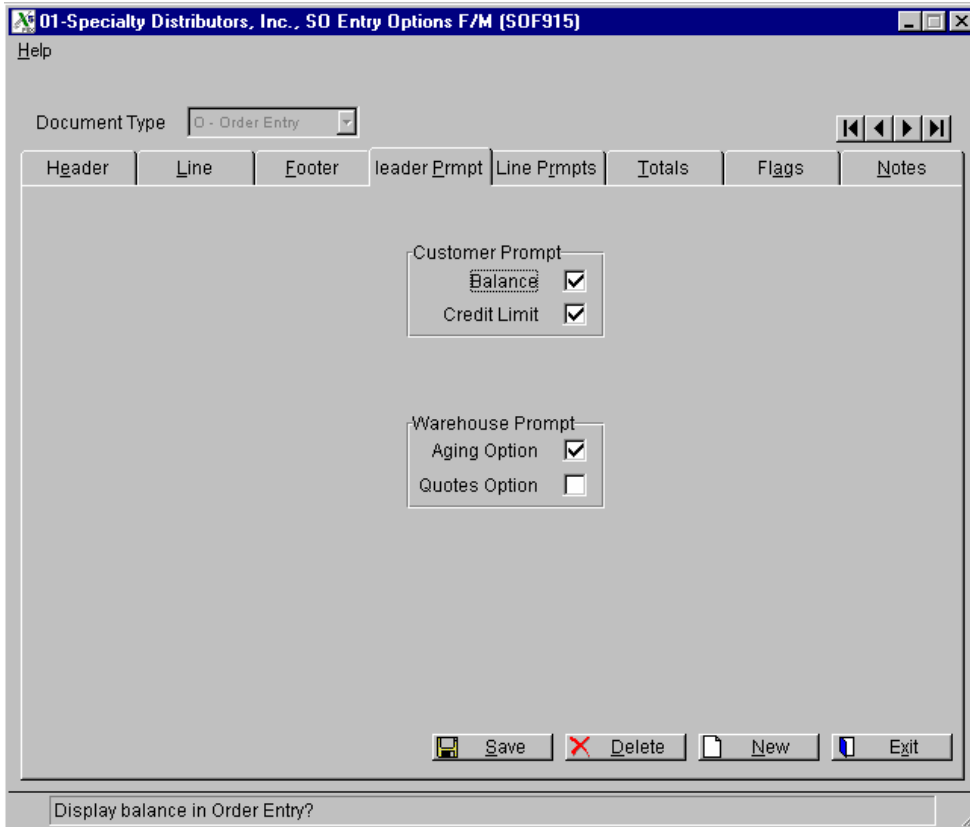 01-Specialty Distributors, Inc., SO Entry Options F/M (SOF915)
Help
Document Type O - Order Entry
Header Line Footer leader Prmpt Line Prmpts Totals Flags Notes
Customer Prompt
Balance
Credit Limit
Warehouse Prompt
Aging Option
Quotes Option
Save Delete New Exit
Display balance in Order Entry?